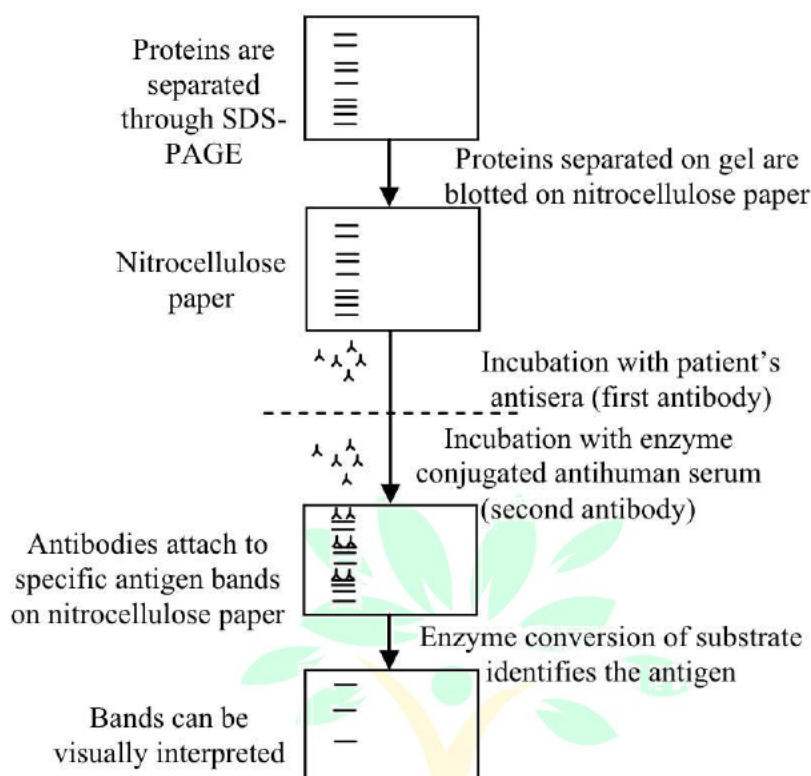 Proteins are
separated
through SDS-
PAGE
Proteins separated on gel are
blotted on nitrocellulose paper
Nitrocellulose
paper
Incubation with patient’s
antisera (first antibody)
Incubation with enzyme
conjugated antihuman serum
(second antibody)
Antibodies attach to
specific antigen bands
on nitrocellulose paper
Enzyme conversion of substrate
identifies the antigen
Bands can be
visually interpreted